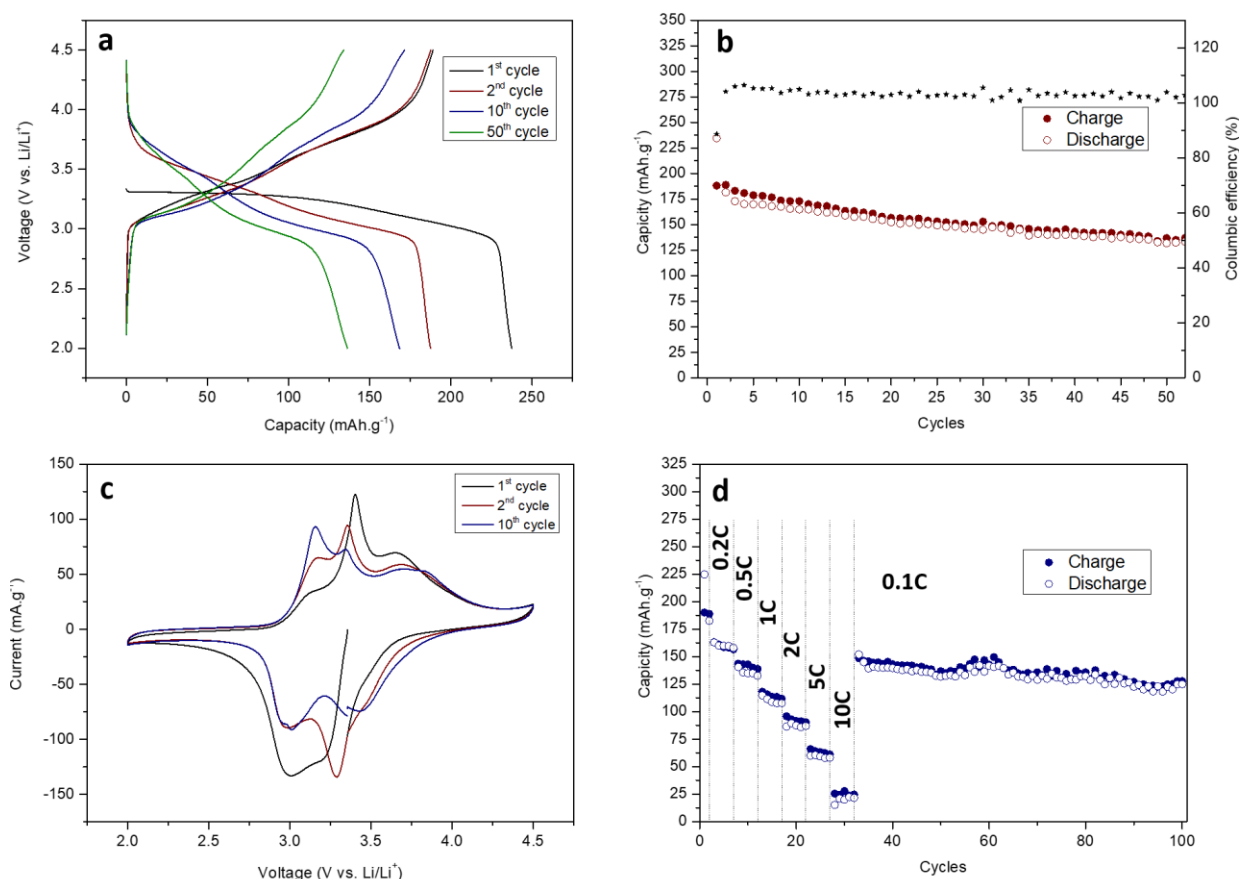 a
4.5
4.0
3.5
3.0
2.5
2.0
Voltage (V vs. Li/Li+)
1st cycle
2nd cycle
10th cycle
50th cycle
0 50 100 150 200 250
Capacity (mAh.g-1)
b
350
325
300
275
250
225
200
175
150
125
100
75
50
25
0
Capicity (mAh.g-1)
Charge
Discharge
120
100
80
60
40
20
0
Columbic efficiency (%)
0 5 10 15 20 25 30 35 40 45 50
Cycles
c
150
100
50
0
-50
-100
-150
Current (mA.g-1)
1st cycle
2nd cycle
10th cycle
2.0 2.5 3.0 3.5 4.0 4.5
Voltage (V vs. Li/Li+)
d
325
300
275
250
225
200
175
150
125
100
75
50
25
0
Capicity (mAh.g-1)
0.2C
0.5C
1C
2C
5C
10C
0.1C
Charge
Discharge
0 20 40 60 80 100
Cycles